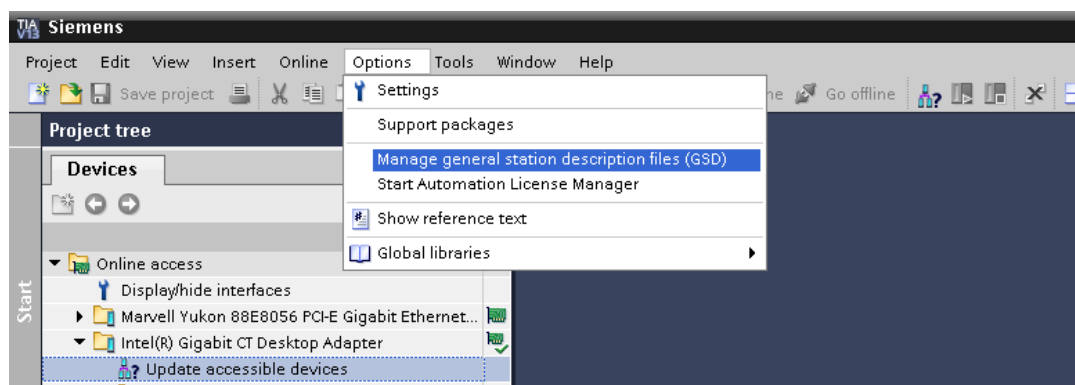 TIA V13 Siemens
Project Edit View Insert Online Options Tools Window Help
Save project
Go offline
Settings
Support packages
Manage general station description files (GSD)
Start Automation License Manager
Show reference text
Global libraries
Project tree
Devices
Online access
Display/hide interfaces
Marvell Yukon 88E8056 PCI-E Gigabit Ethernet...
Intel(R) Gigabit CT Desktop Adapter
Update accessible devices
Start